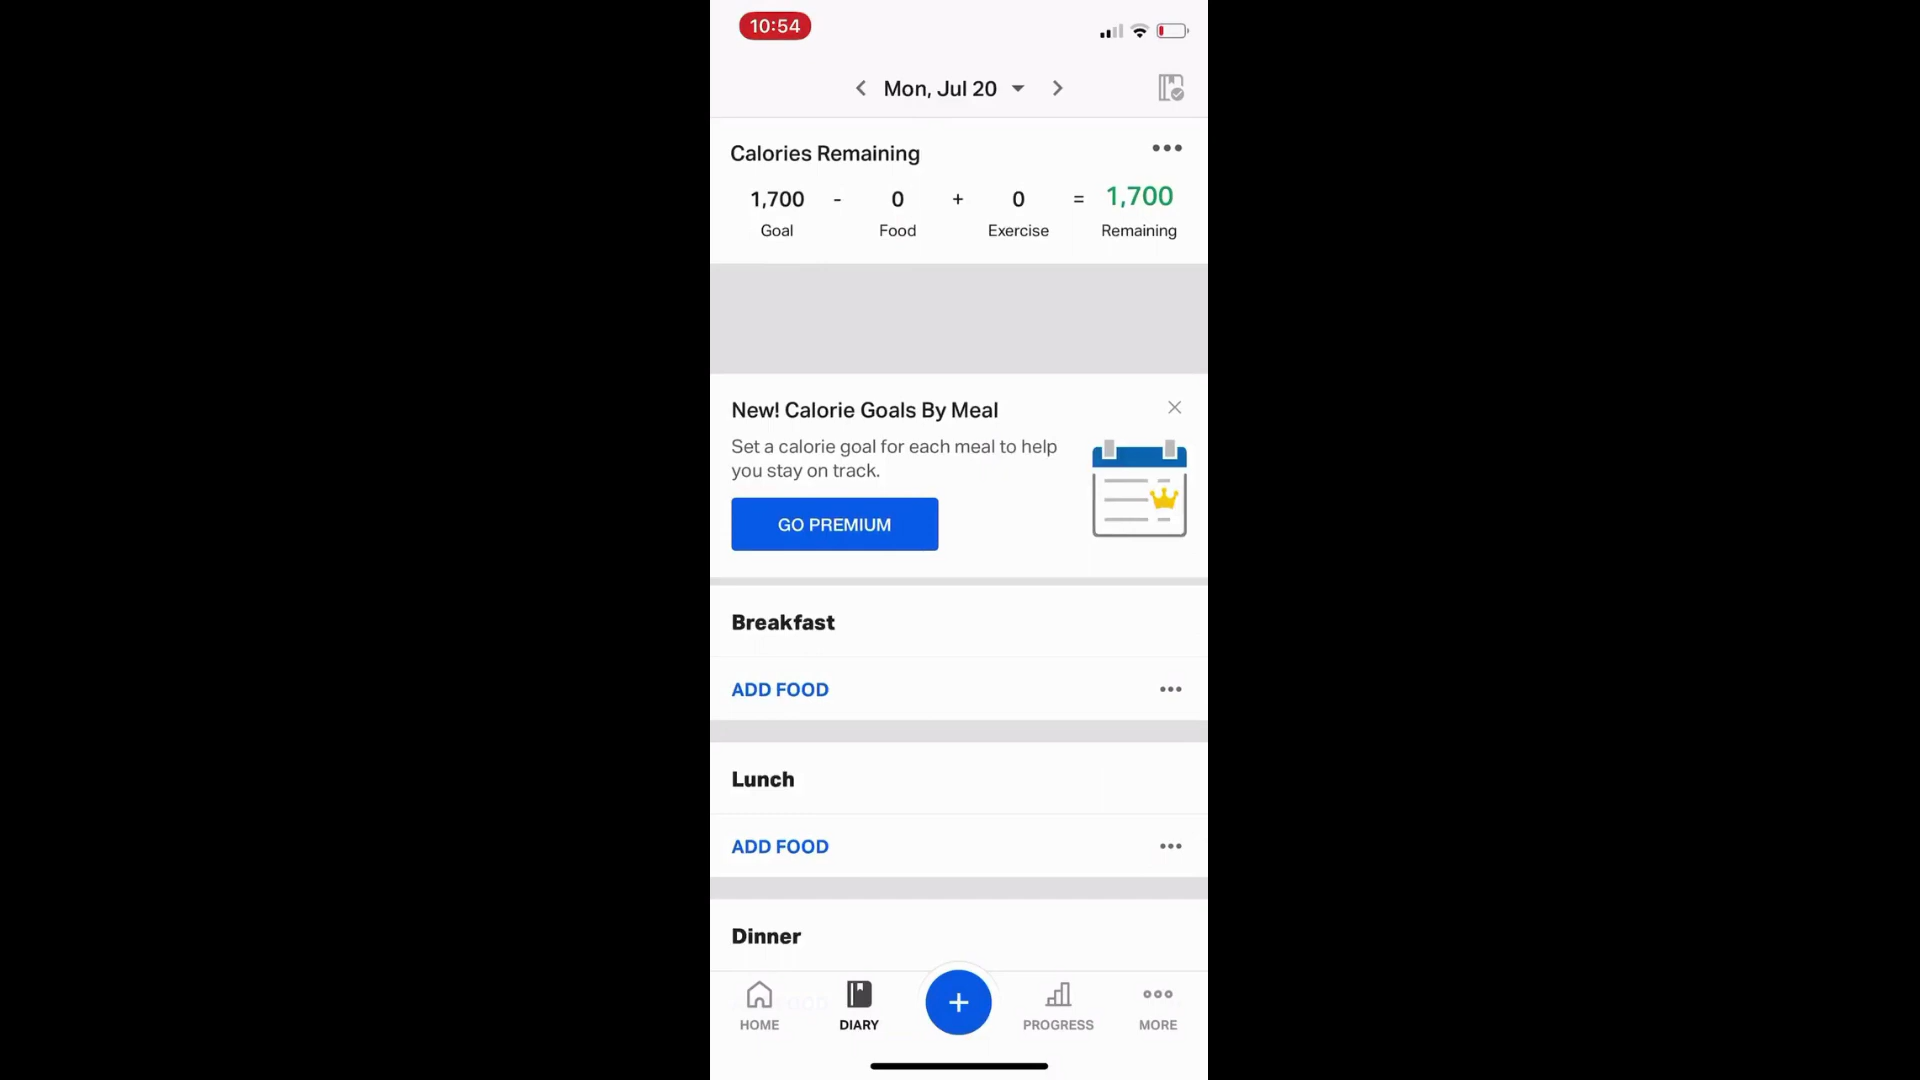 10:54
Mon, Jul 20
Calories Remaining
1,700 - 0 + 0 = 1,700
Goal Food Exercise Remaining
New! Calorie Goals By Meal
Set a calorie goal for each meal to help
you stay on track.
GO PREMIUM
Breakfast
ADD FOOD
Lunch
ADD FOOD
Dinner
+
HOME DIARY PROGRESS MORE